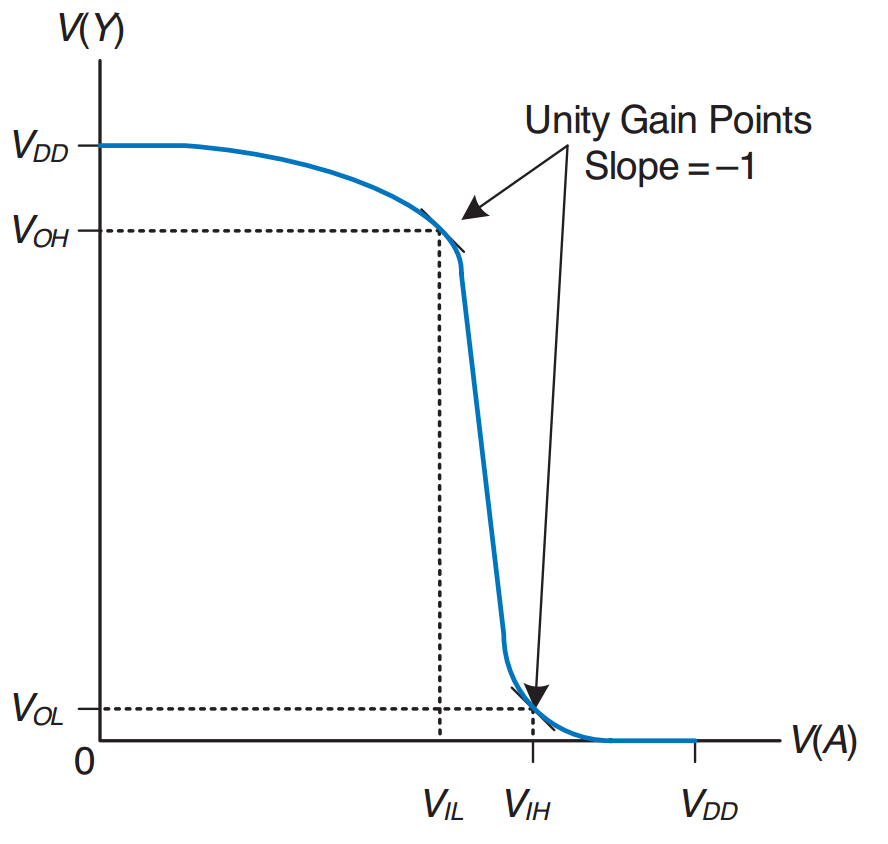 V(Y)
Unity Gain Points
Slope = –1
VDD
VOH
VOL
0
V(A)
VIL
VIH
VDD